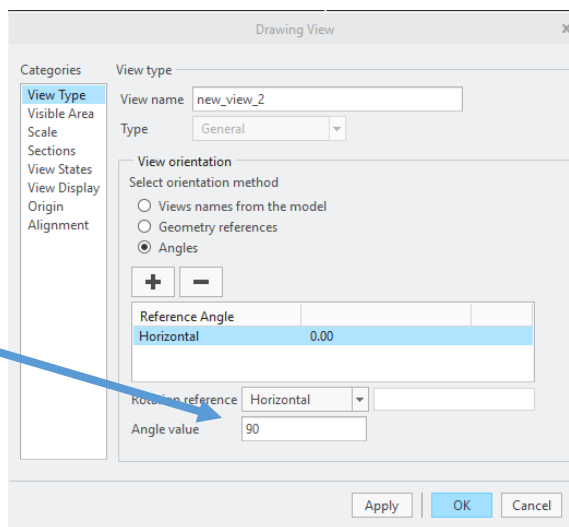 Drawing View
Categories
View Type
Visible Area
Scale
Sections
View States
View Display
Origin
Alignment
View type
View name new_view_2
Type General
View orientation
Select orientation method
Views names from the model
Geometry references
Angles
Reference Angle
Horizontal 0.00
Rotation reference Horizontal
Angle value 90
Apply OK Cancel